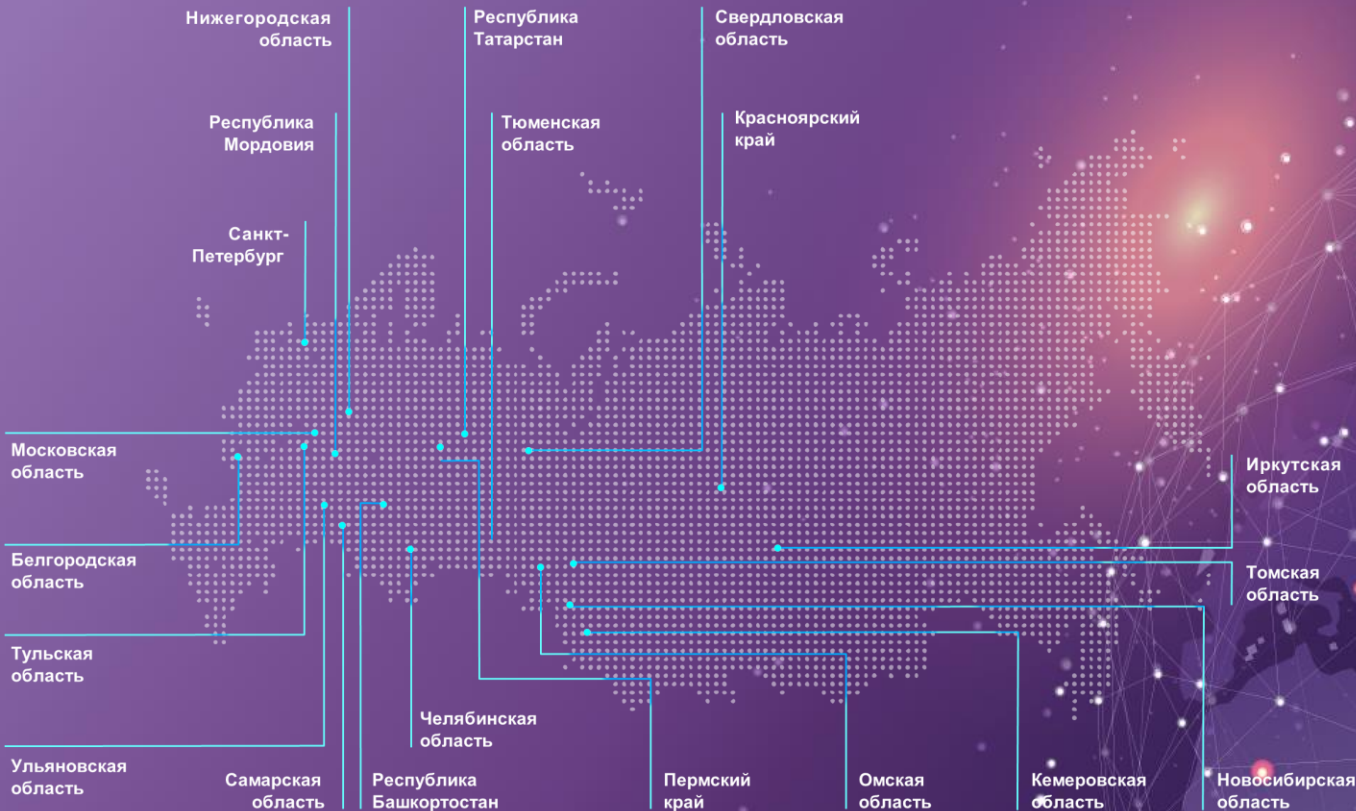 Нижегородская
область
Республика
Татарстан
Свердловская
область
Республика
Мордовия
Тюменская
область
Красноярский
край
Санкт-
Петербург
Московская
область
Иркутская
область
Белгородская
область
Томская
область
Тульская
область
Челябинская
область
Ульяновская
область
Самарская
область
Республика
Башкортостан
Пермский
край
Омская
область
Кемеровская
область
Новосибирская
область